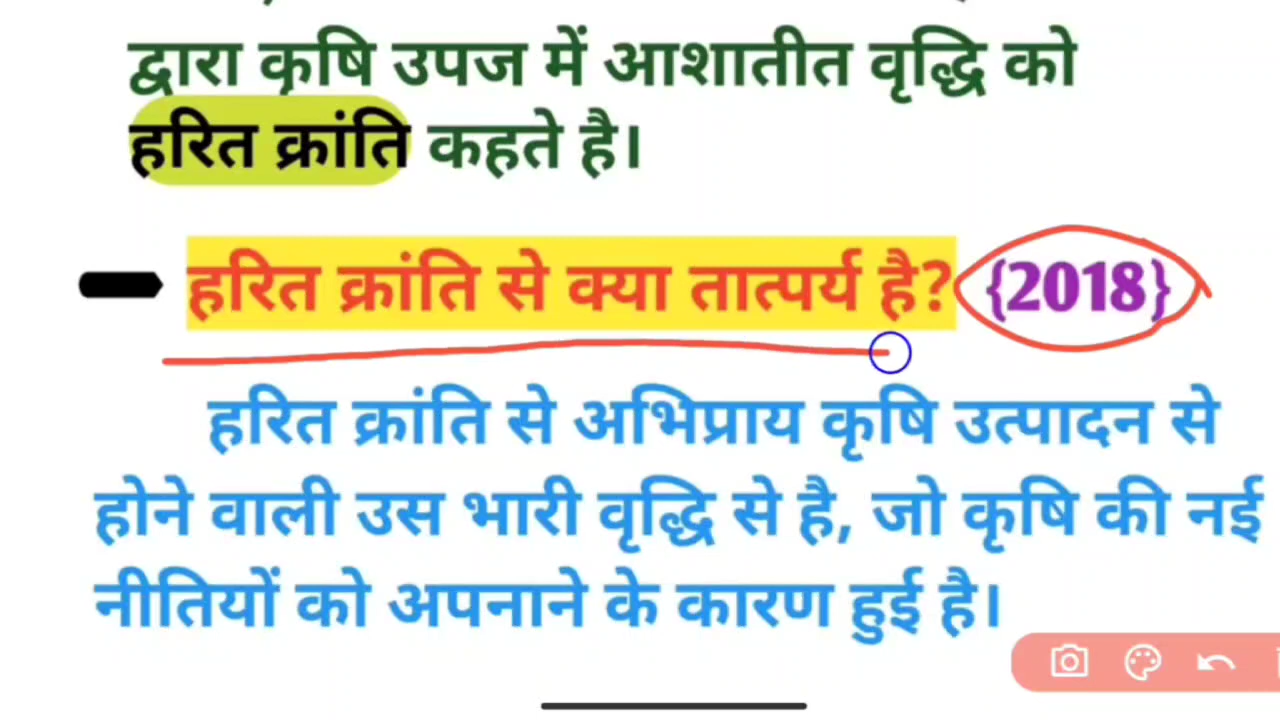 द्वारा कृषि उपज में आशातीत वृद्धि को
हरित क्रांति कहते है।
हरित क्रांति से क्या तात्पर्य है? {2018}
हरित क्रांति से अभिप्राय कृषि उत्पादन से
होने वाली उस भारी वृद्धि से है, जो कृषि की नई
नीतियों को अपनाने के कारण हुई है।